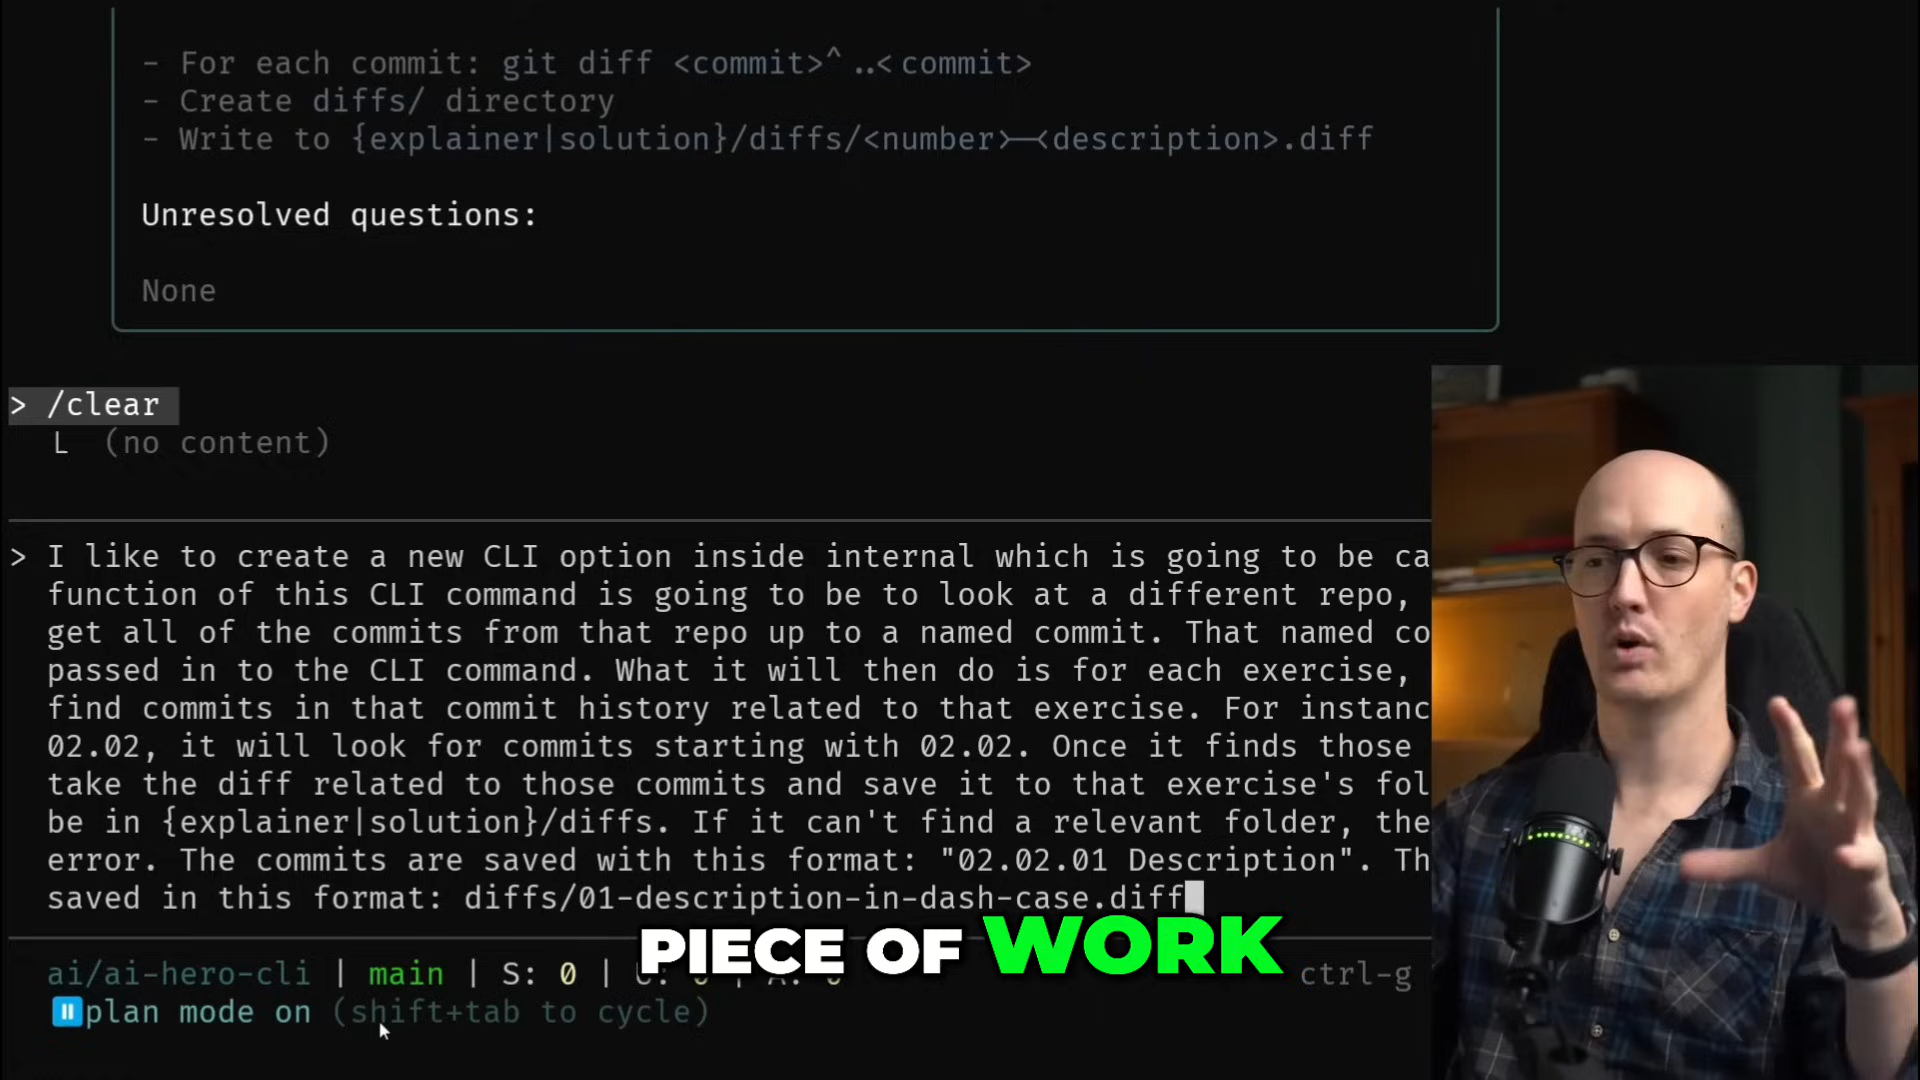 - For each commit: git diff <commit>^..<commit>
- Create diffs/ directory
- Write to {explainer|solution}/diffs/<number>-<description>.diff
Unresolved questions:
None
> /clear
(no content)
> I like to create a new CLI option inside internal which is going to be ca
function of this CLI command is going to be to look at a different repo,
get all of the commits from that repo up to a named commit. That named co
passed in to the CLI command. What it will then do is for each exercise,
find commits in that commit history related to that exercise. For instanc
02.02, it will look for commits starting with 02.02. Once it finds those
take the diff related to those commits and save it to that exercise's fol
be in {explainer|solution}/diffs. If it can't find a relevant folder, the
error. The commits are saved with this format: "02.02.01 Description". Th
saved in this format: diffs/01-description-in-dash-case.diff
PIECE OF WORK
ai/ai-hero-cli | main | S: 0 | U: 0 | A: 0 ctrl-g
plan mode on (shift+tab to cycle)